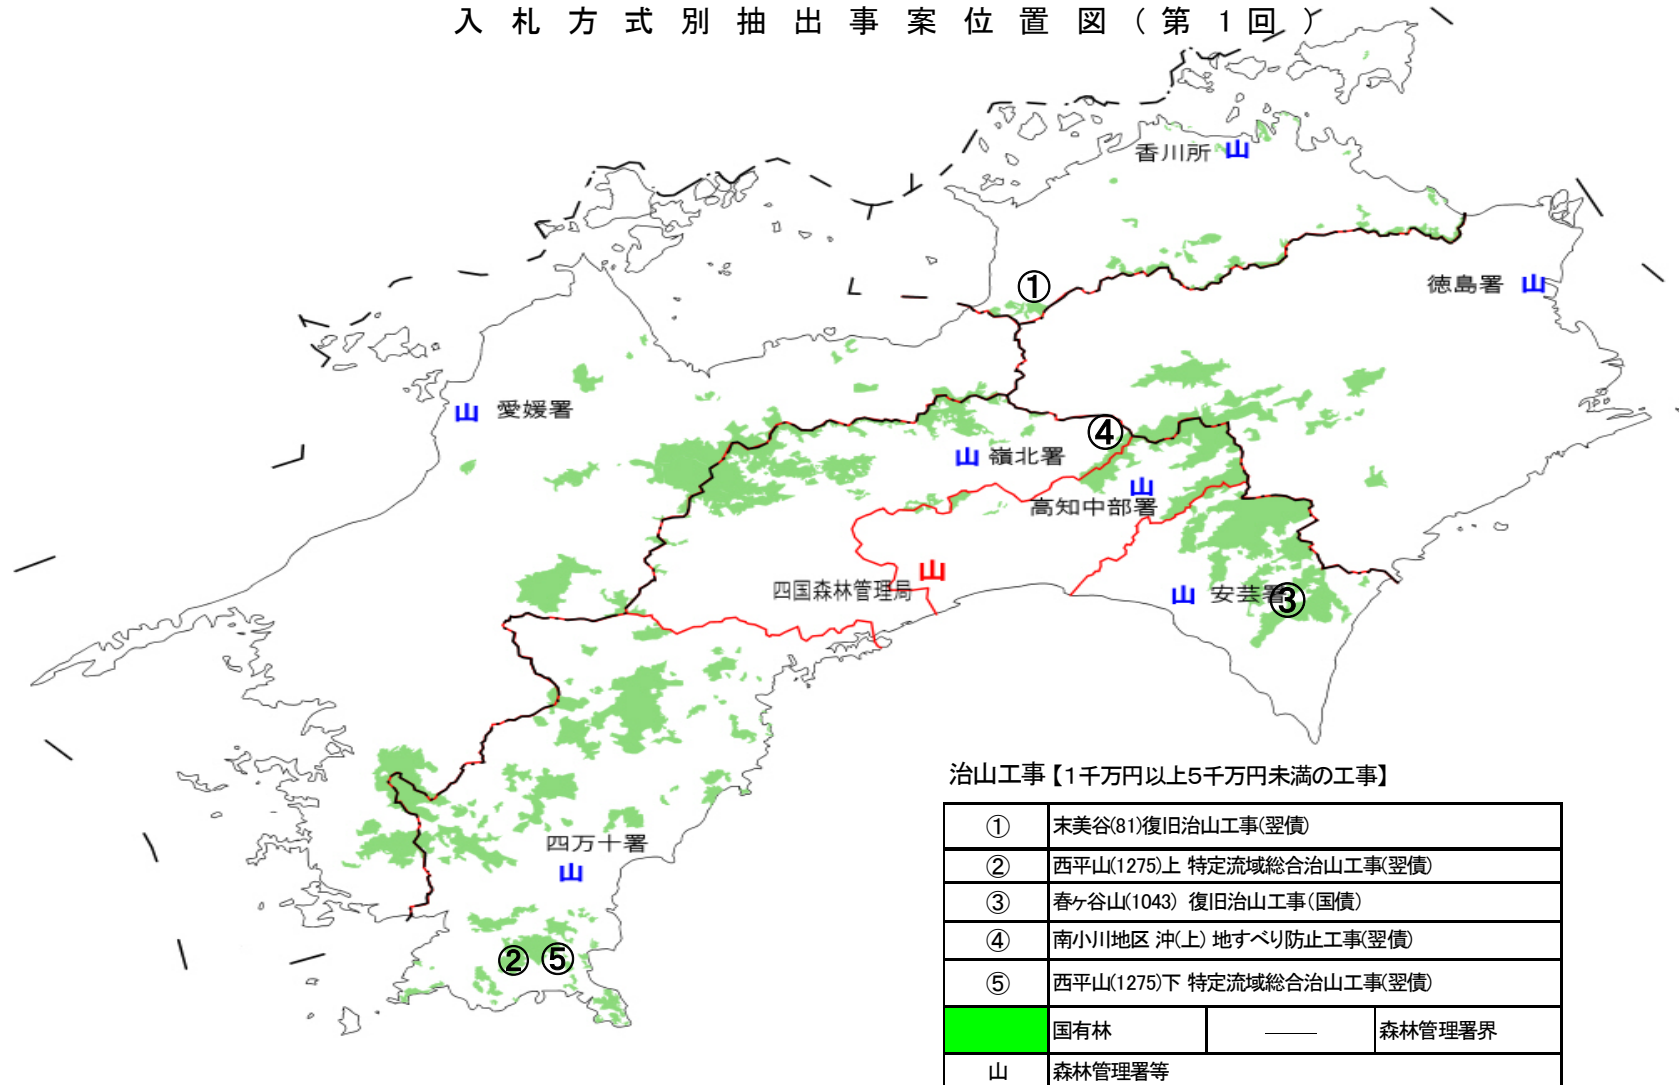 入札方式別抽出事案位置図(第1回)
香川所 山
①
徳島署 山
山 愛媛署
④
山 嶺北署
山
高知中部署
山
四国森林管理局
山 安芸署
③
四万十署
山
② ⑤
治山工事【1千万円以上5千万円未満の工事】
① 末美谷(81)復旧治山工事(翌債)
② 西平山(1275)上 特定流域総合治山工事(翌債)
③ 春ヶ谷山(1043) 復旧治山工事(国債)
④ 南小川地区 沖(上) 地すべり防止工事(翌債)
⑤ 西平山(1275)下 特定流域総合治山工事(翌債)
国有林 森林管理署界
山 森林管理署等